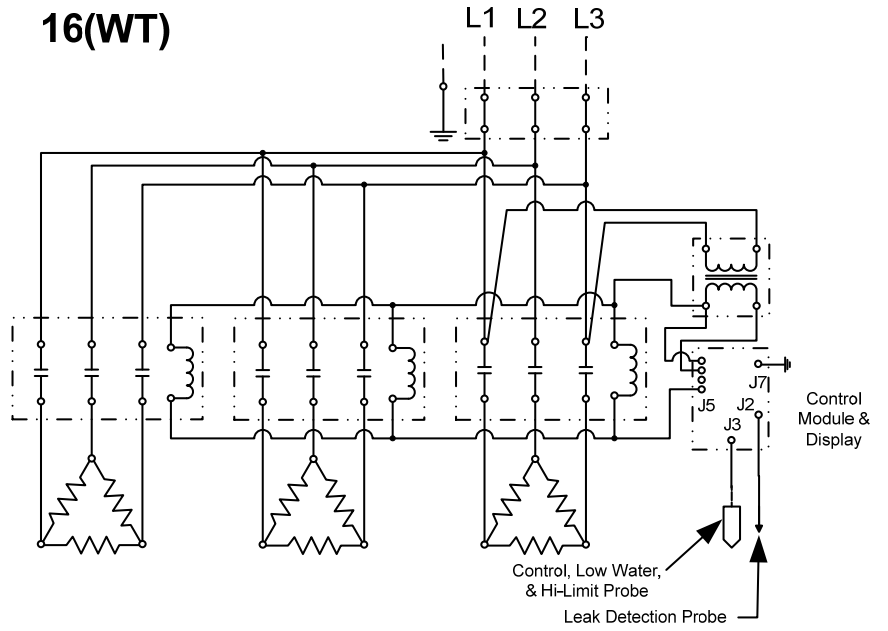 16(WT)
L1 L2 L3
J7
J5
J2
J3
Control
Module &
Display
Control, Low Water,
& Hi-Limit Probe
Leak Detection Probe